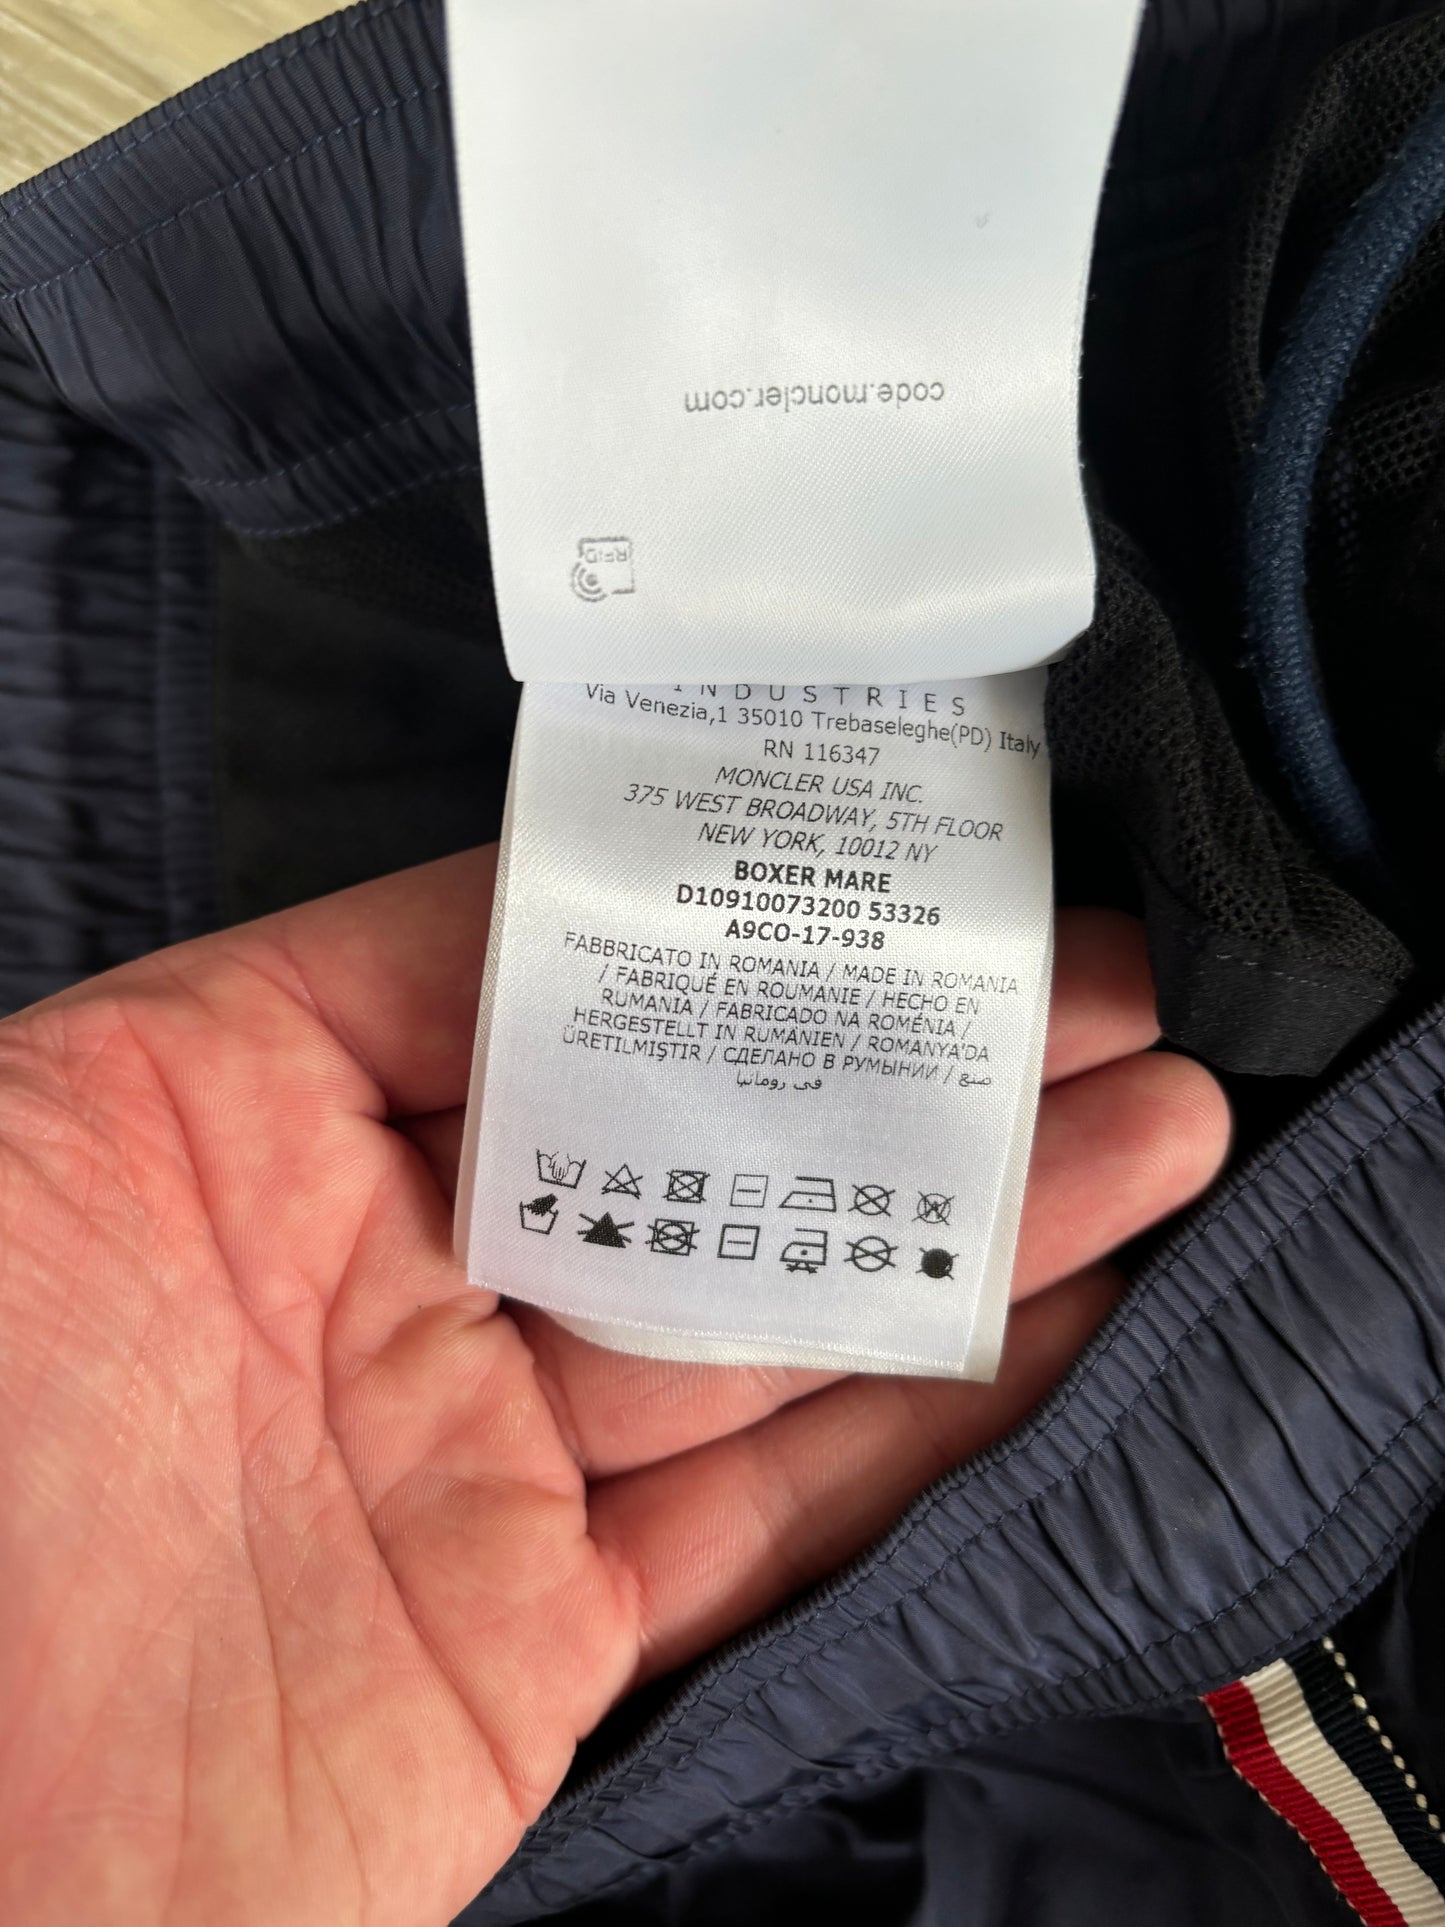 code.moncler.com
RFID
INDUSTRIES
Via Venezia,1 35010 Trebaseleghe(PD) Italy
RN 116347
MONCLER USA INC.
375 WEST BROADWAY, 5TH FLOOR
NEW YORK, 10012 NY
BOXER MARE
D10910073200 53326
A9CO-17-938
FABBRICATO IN ROMANIA / MADE IN ROMANIA
/ FABRIQUÉ EN ROUMANIE / HECHO EN
RUMANIA / FABRICADO NA ROMÉNIA /
HERGESTELLT IN RUMÄNIEN / ROMANYA'DA
ÜRETILMIŞTIR / СДЕЛАНО В РУМЫНИИ / صنع
في رومانيا
W